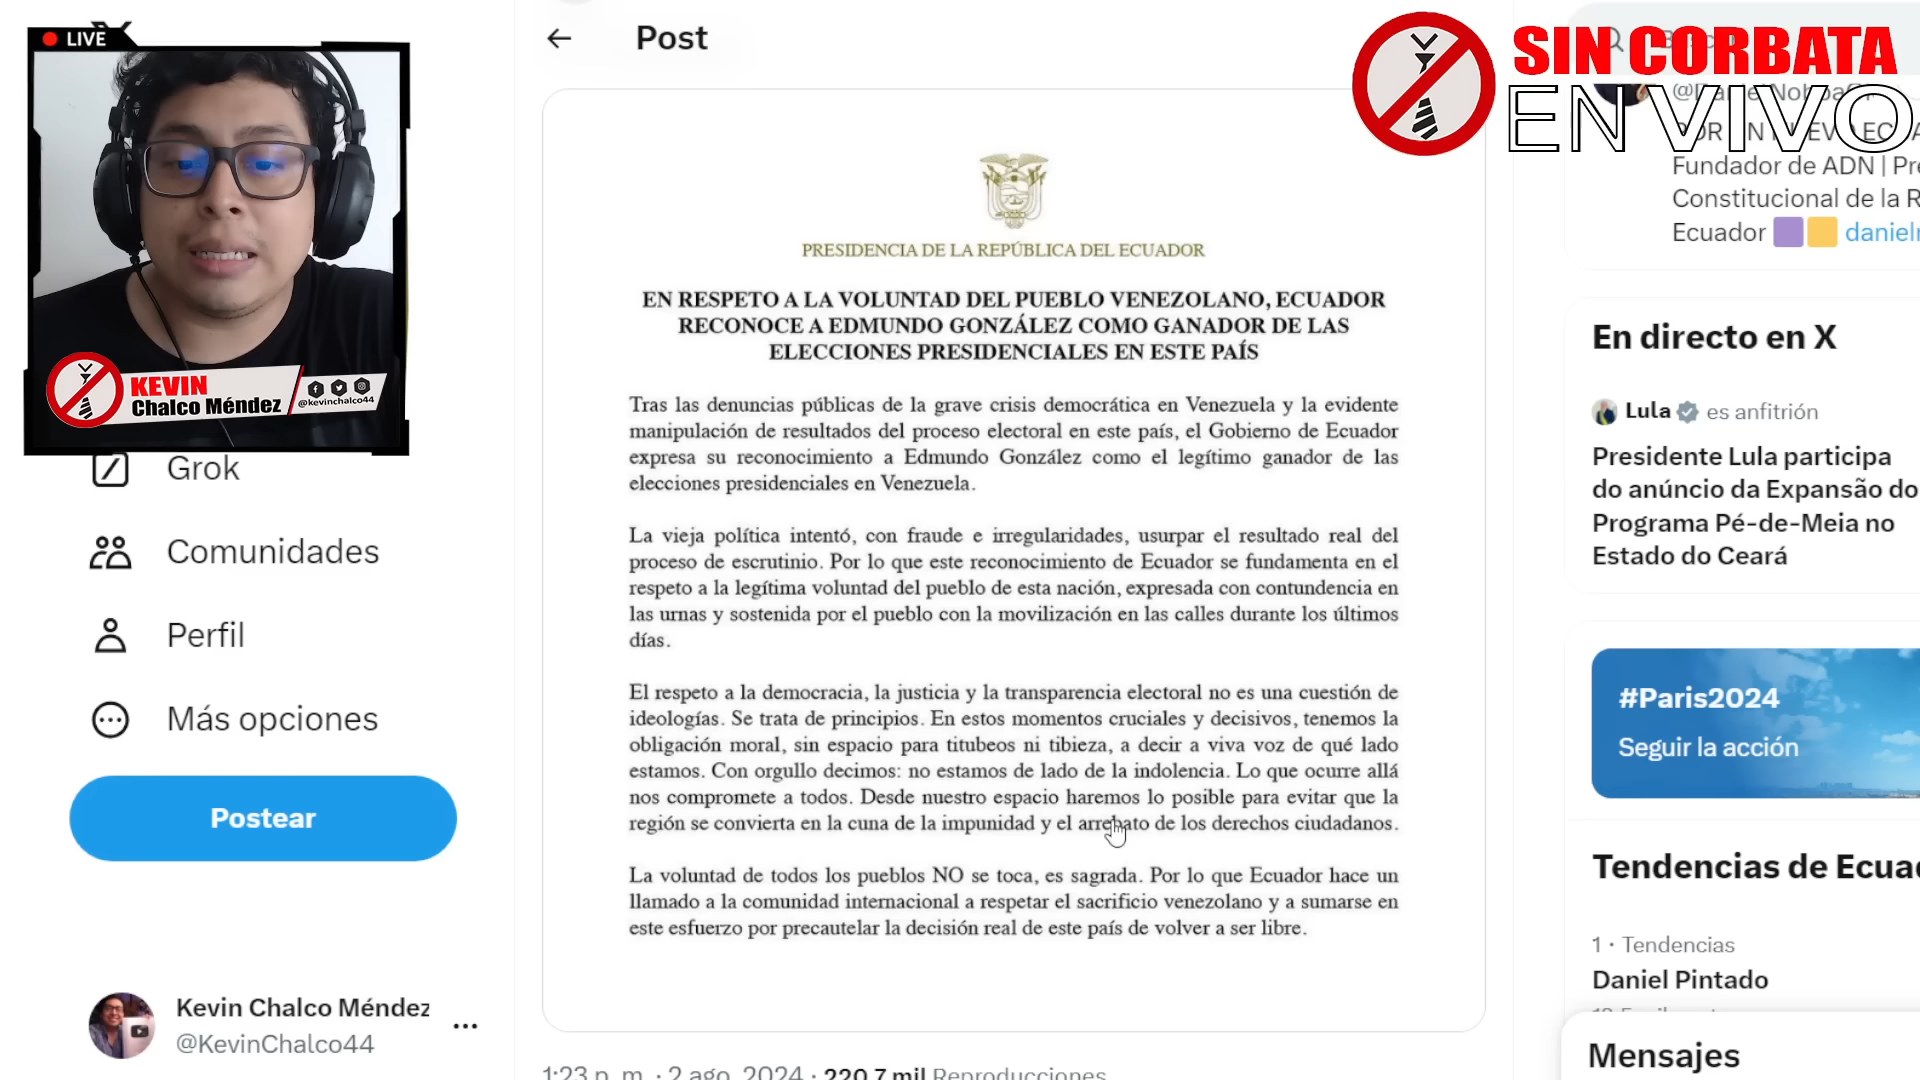 LIVE
KEVIN
Chalco Méndez
@kevinchalco44
Grok
Comunidades
Perfil
Más opciones
Postear
Kevin Chalco Méndez
@KevinChalco44
Post
PRESIDENCIA DE LA REPÚBLICA DEL ECUADOR
EN RESPETO A LA VOLUNTAD DEL PUEBLO VENEZOLANO, ECUADOR
RECONOCE A EDMUNDO GONZÁLEZ COMO GANADOR DE LAS
ELECCIONES PRESIDENCIALES EN ESTE PAÍS
Tras las denuncias públicas de la grave crisis democrática en Venezuela y la evidente
manipulación de resultados del proceso electoral en este país, el Gobierno de Ecuador
expresa su reconocimiento a Edmundo González como el legítimo ganador de las
elecciones presidenciales en Venezuela.
La vieja política intentó, con fraude e irregularidades, usurpar el resultado real del
proceso de escrutinio. Por lo que este reconocimiento de Ecuador se fundamenta en el
respeto a la legítima voluntad del pueblo de esta nación, expresada con contundencia en
las urnas y sostenida por el pueblo con la movilización en las calles durante los últimos
días.
El respeto a la democracia, la justicia y la transparencia electoral no es una cuestión de
ideologías. Se trata de principios. En estos momentos cruciales y decisivos, tenemos la
obligación moral, sin espacio para titubeos ni tibieza, a decir a viva voz de qué lado
estamos. Con orgullo decimos: no estamos de lado de la indolencia. Lo que ocurre allá
nos compromete a todos. Desde nuestro espacio haremos lo posible para evitar que la
región se convierta en la cuna de la impunidad y el arrebato de los derechos ciudadanos.
La voluntad de todos los pueblos NO se toca, es sagrada. Por lo que Ecuador hace un
llamado a la comunidad internacional a respetar el sacrificio venezolano y a sumarse en
este esfuerzo por precautelar la decisión real de este país de volver a ser libre.
1:23 p. m. · 2 ago. 2024 · 220,7 mil Reproducciones
SIN CORBATA
EN VIVO
Fundador de ADN | Pre
Constitucional de la R
Ecuador danieln
En directo en X
Lula es anfitrión
Presidente Lula participa
do anúncio da Expansão do
Programa Pé-de-Meia no
Estado do Ceará
#Paris2024
Seguir la acción
Tendencias de Ecua
1 · Tendencias
Daniel Pintado
Mensajes